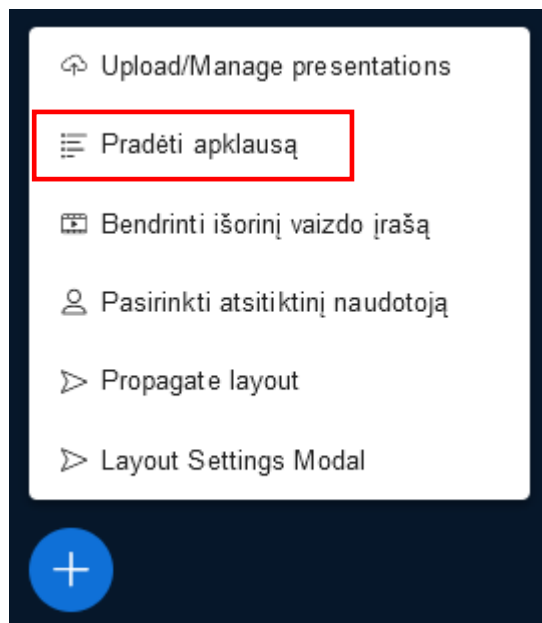 Upload/Manage presentations
Pradėti apklausą
Bendrinti išorinį vaizdo įrašą
Pasirinkti atsitiktinį naudotoją
Propagate layout
Layout Settings Modal